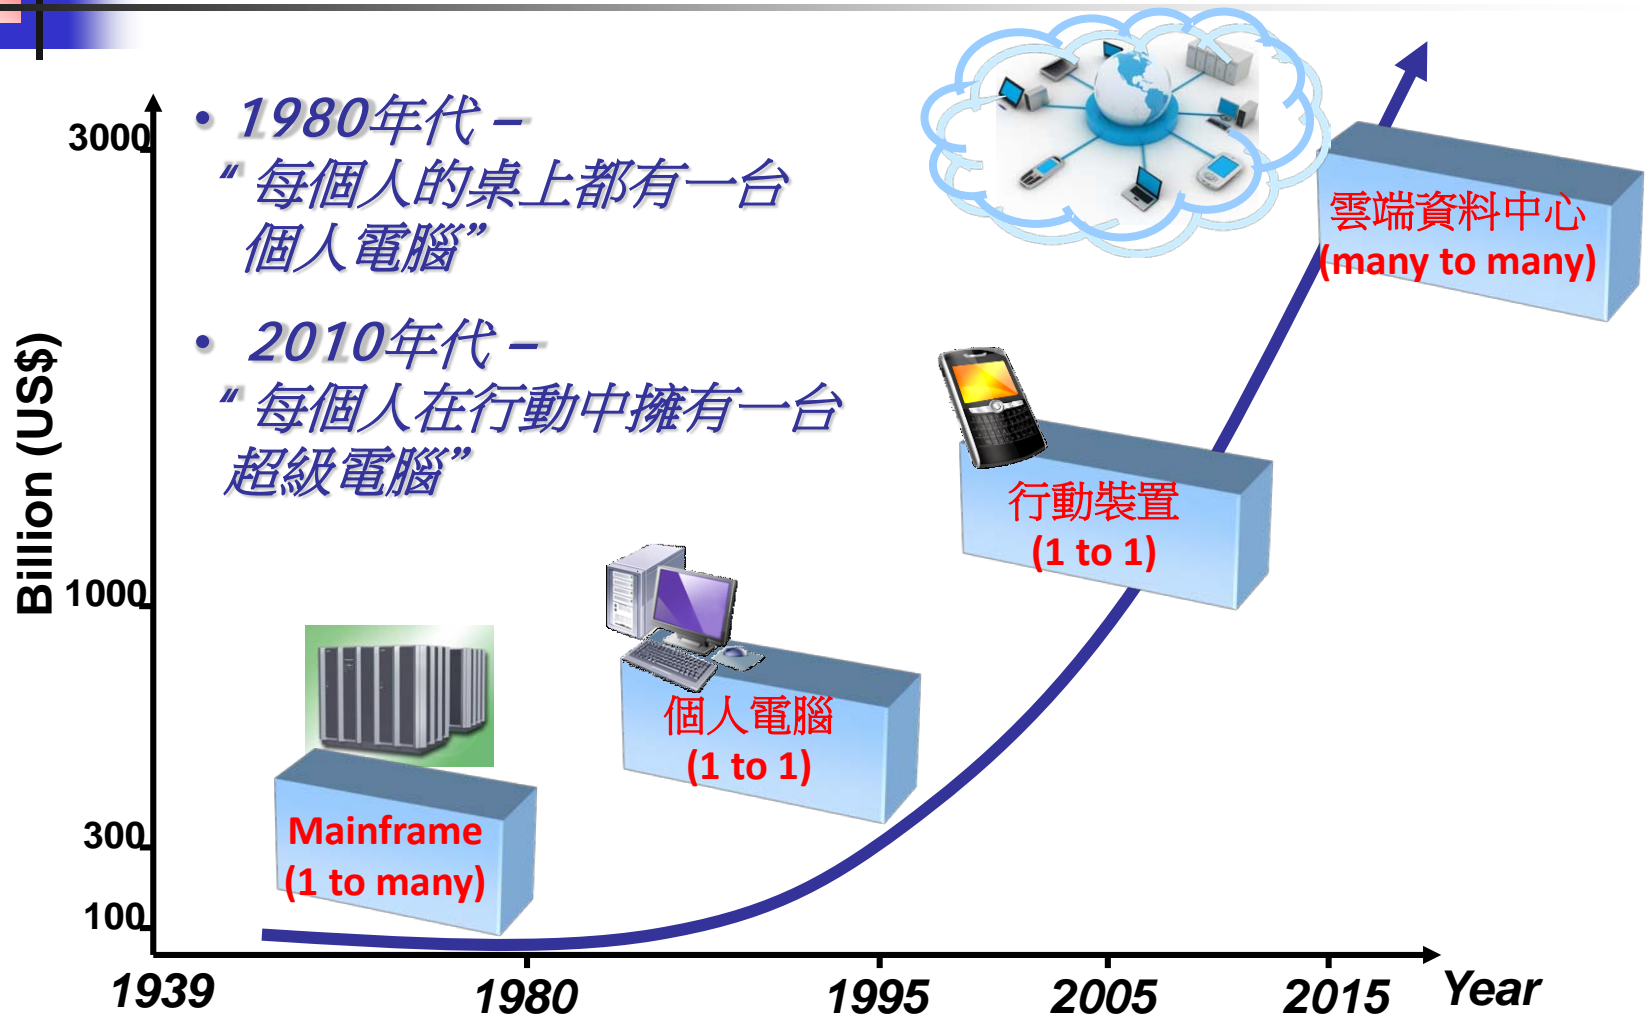 • 1980年代 –
“ 每個人的桌上都有一台
個人電腦”
• 2010年代 –
“ 每個人在行動中擁有一台
超級電腦”
Billion (US$)
3000
1000
300
100
雲端資料中心
(many to many)
行動裝置
(1 to 1)
個人電腦
(1 to 1)
Mainframe
(1 to many)
1939
1980
1995
2005
2015
Year